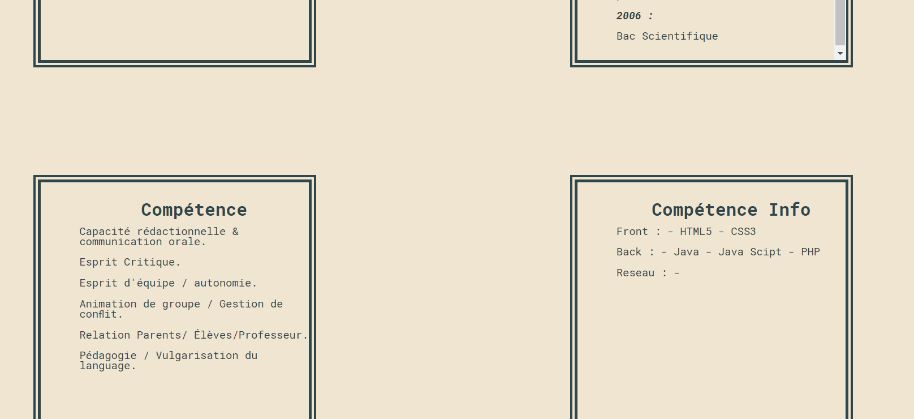 2006 :
Bac Scientifique
Compétence
Capacité rédactionnelle &
communication orale.
Esprit Critique.
Esprit d'équipe / autonomie.
Animation de groupe / Gestion de
conflit.
Relation Parents/ Élèves/Professeur.
Pédagogie / Vulgarisation du
language.
Compétence Info
Front : - HTML5 - CSS3
Back : - Java - Java Scipt - PHP
Reseau : -